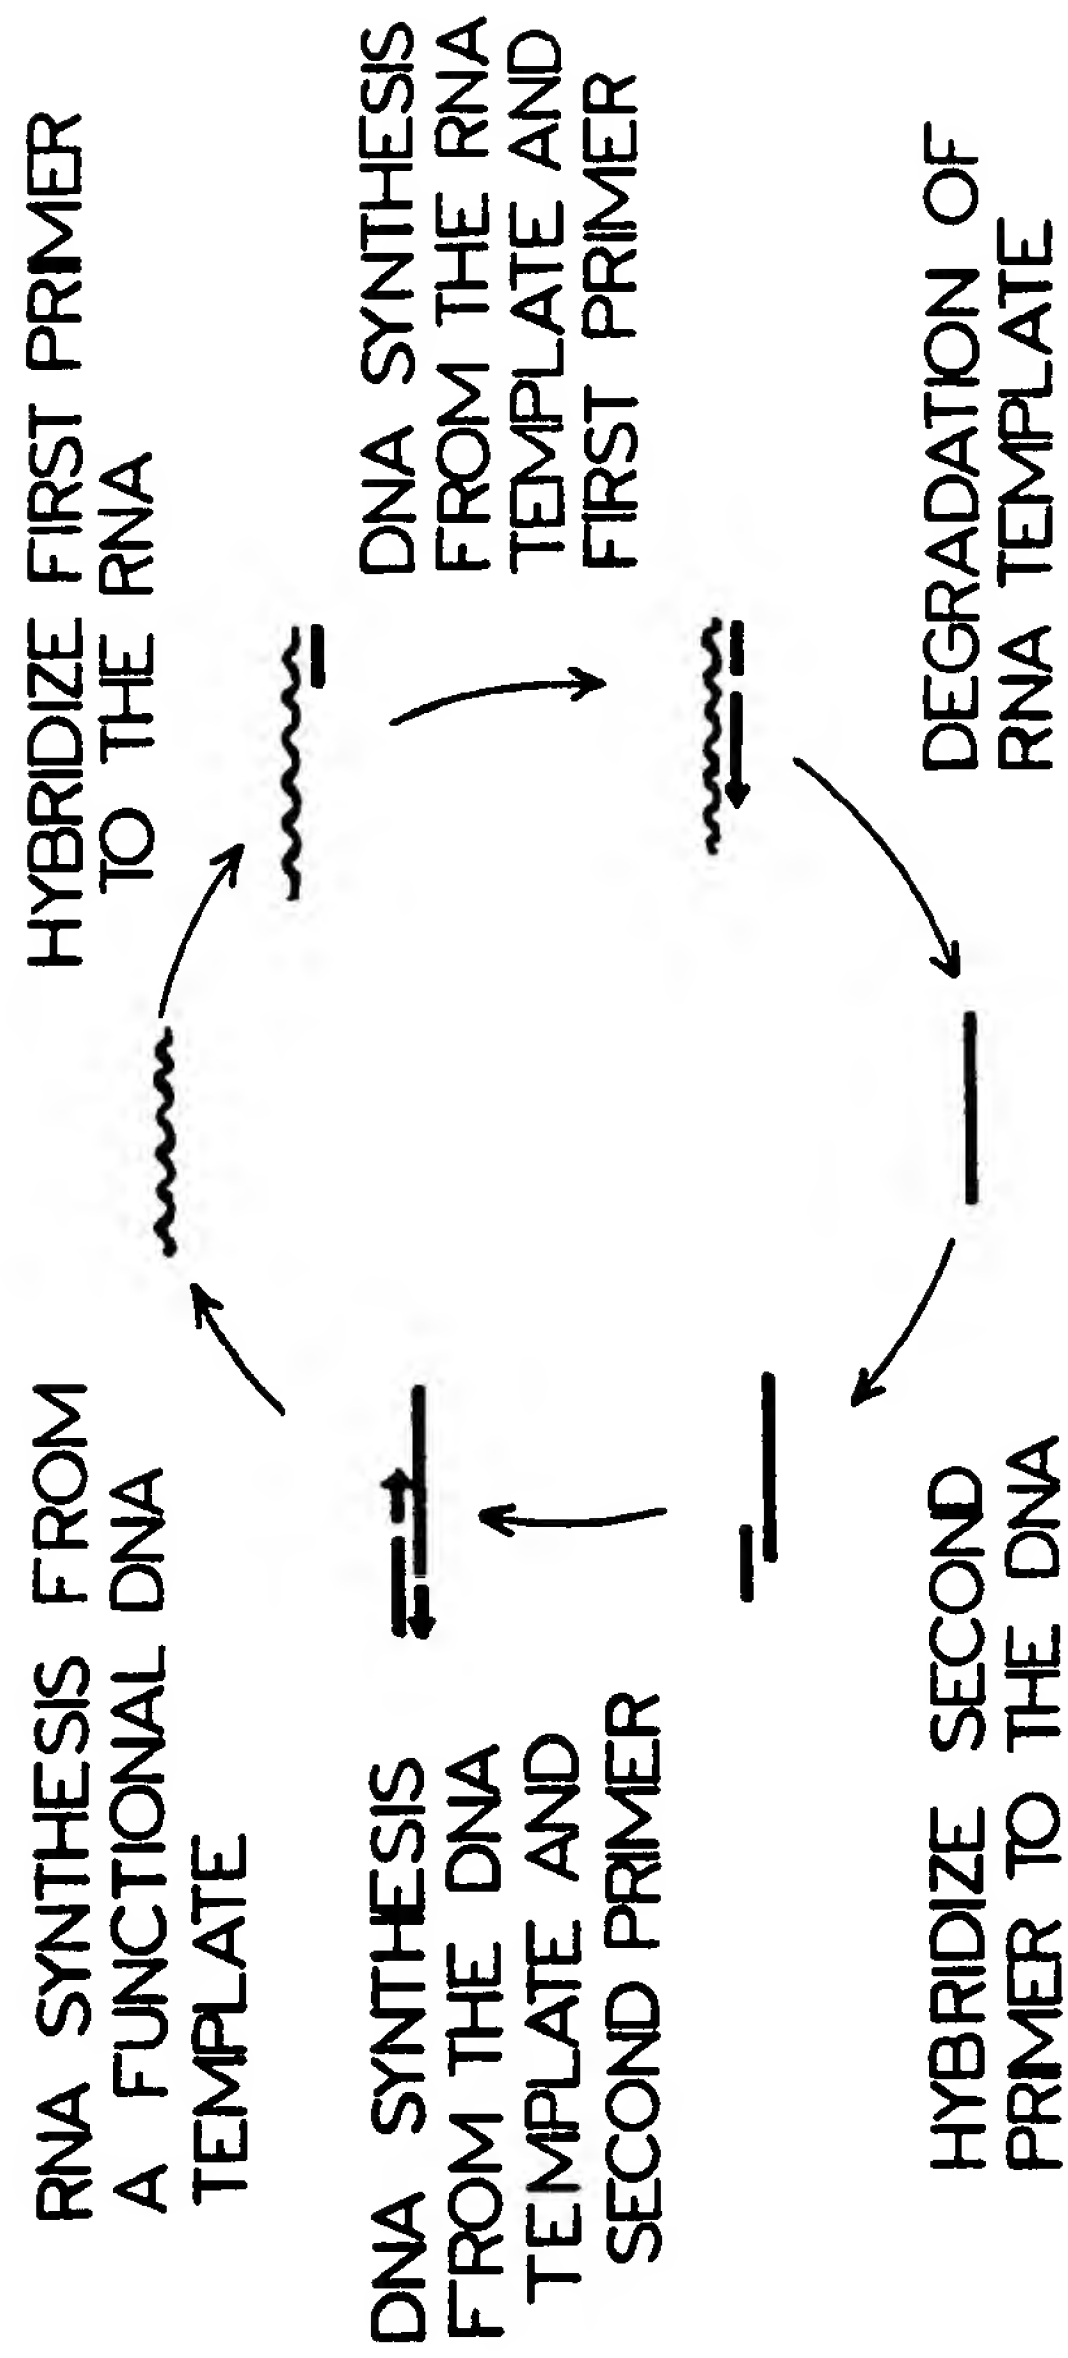 RNA SYNTHESIS FROM
A FUNCTIONAL DNA
TEMPLATE
HYBRIDIZE FIRST PRIMER
TO THE RNA
DNA SYNTHESIS
FROM THE RNA
TEMPLATE AND
FIRST PRIMER
DEGRADATION OF
RNA TEMPLATE
HYBRIDIZE SECOND
PRIMER TO THE DNA
DNA SYNTHESIS
FROM THE DNA
TEMPLATE AND
SECOND PRIMER